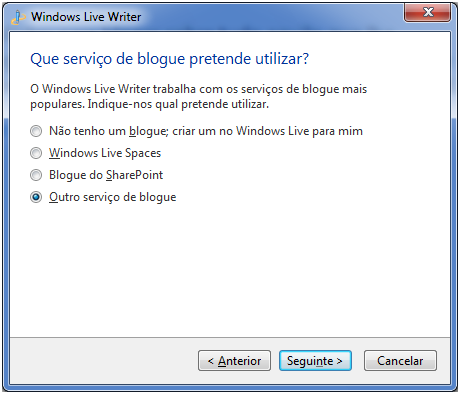 Windows Live Writer
Que serviço de blogue pretende utilizar?
O Windows Live Writer trabalha com os serviços de blogue mais
populares. Indique-nos qual pretende utilizar.
Não tenho um blogue; criar um no Windows Live para mim
Windows Live Spaces
Blogue do SharePoint
Outro serviço de blogue
< Anterior Seguinte > Cancelar